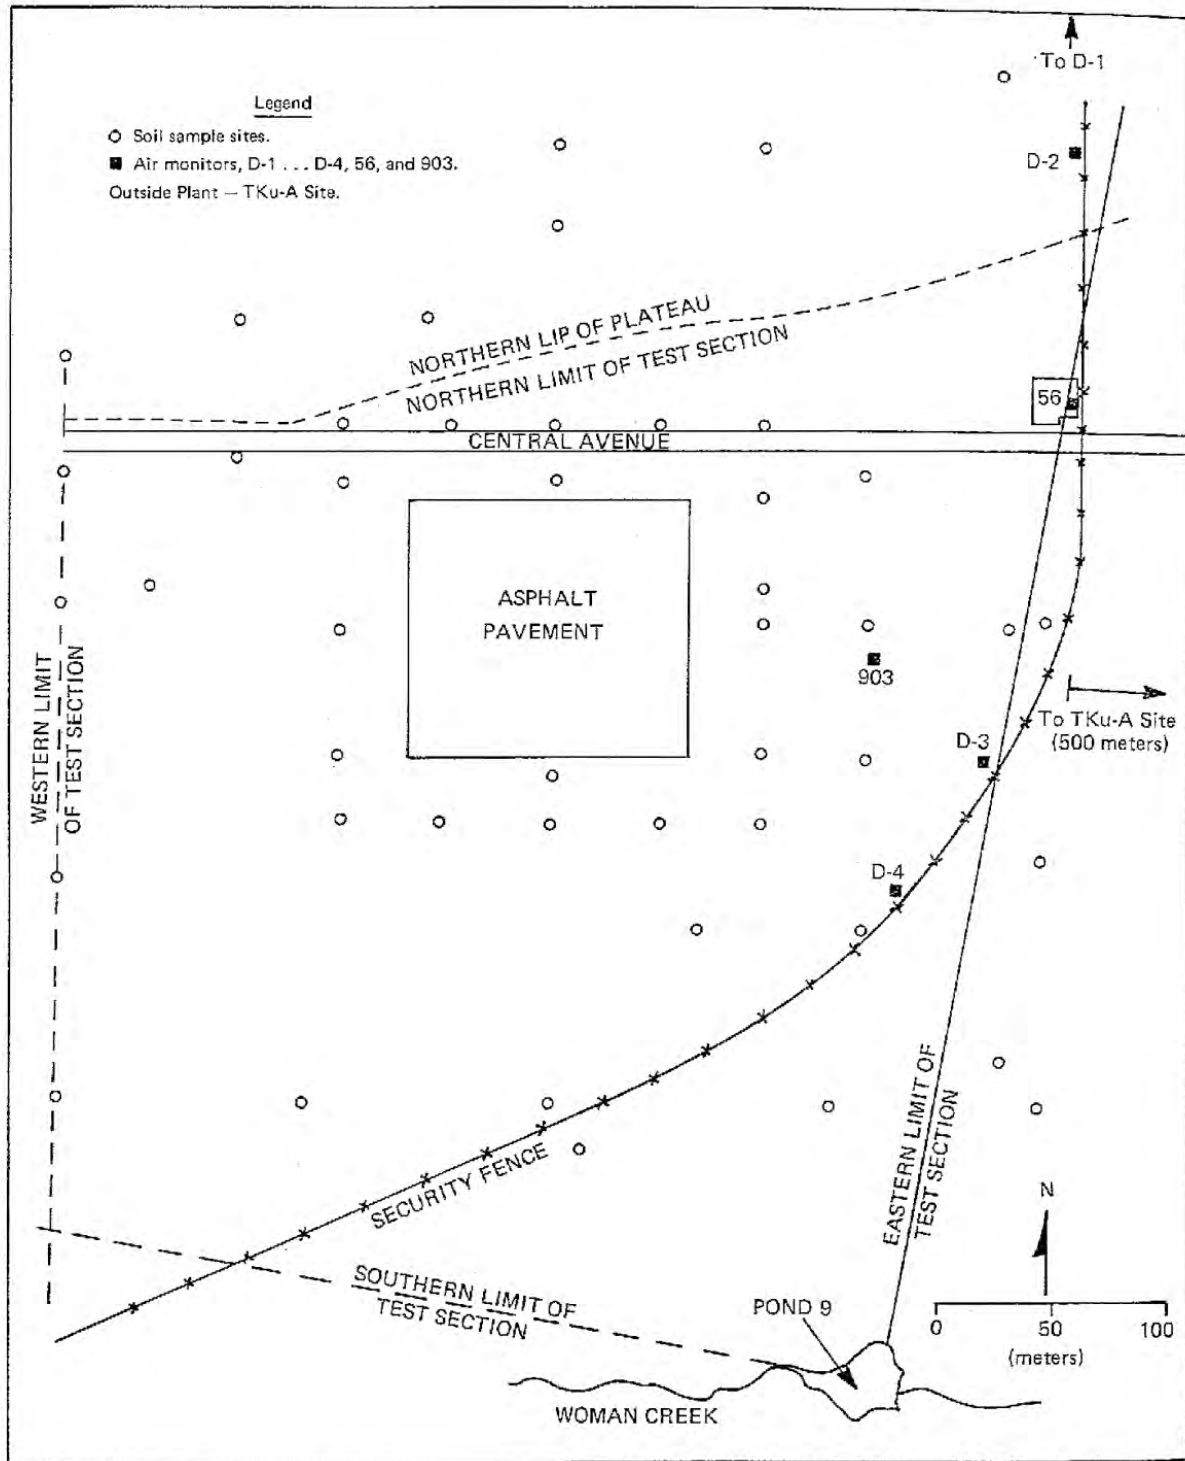 To D-1
Legend
Soil sample sites.
Air monitors, D-1 ... D-4, 56, and 903.
Outside Plant — TKu-A Site.
D-2
NORTHERN LIP OF PLATEAU
NORTHERN LIMIT OF TEST SECTION
56
CENTRAL AVENUE
ASPHALT
PAVEMENT
903
WESTERN LIMIT
OF TEST SECTION
To TKu-A Site
(500 meters)
D-3
D-4
EASTERN LIMIT OF
TEST SECTION
SECURITY FENCE
N
SOUTHERN LIMIT OF
TEST SECTION
POND 9
0 50 100
(meters)
WOMAN CREEK